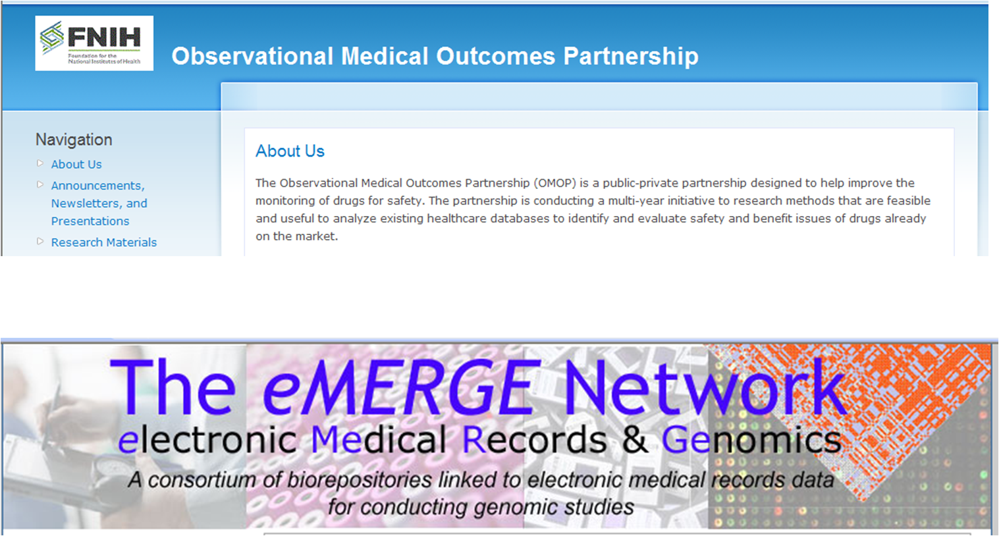 FNIH
Foundation for the
National Institutes of Health
Observational Medical Outcomes Partnership
Navigation
About Us
Announcements,
Newsletters, and
Presentations
Research Materials
About Us
The Observational Medical Outcomes Partnership (OMOP) is a public-private partnership designed to help improve the
monitoring of drugs for safety. The partnership is conducting a multi-year initiative to research methods that are feasible
and useful to analyze existing healthcare databases to identify and evaluate safety and benefit issues of drugs already
on the market.
The eMERGE Network
electronic Medical Records & Genomics
A consortium of biorepositories linked to electronic medical records data
for conducting genomic studies